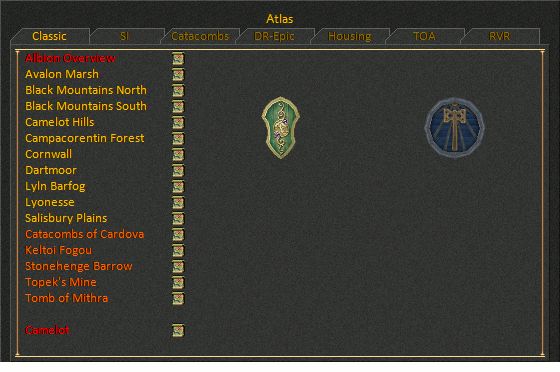 Atlas
Classic SI Catacombs DR-Epic Housing TOA RVR
Albion Overview
Avalon Marsh
Black Mountains North
Black Mountains South
Camelot Hills
Campacorentin Forest
Cornwall
Dartmoor
Lyln Barfog
Lyonesse
Salisbury Plains
Catacombs of Cardova
Keltoi Fogou
Stonehenge Barrow
Topek's Mine
Tomb of Mithra
Camelot